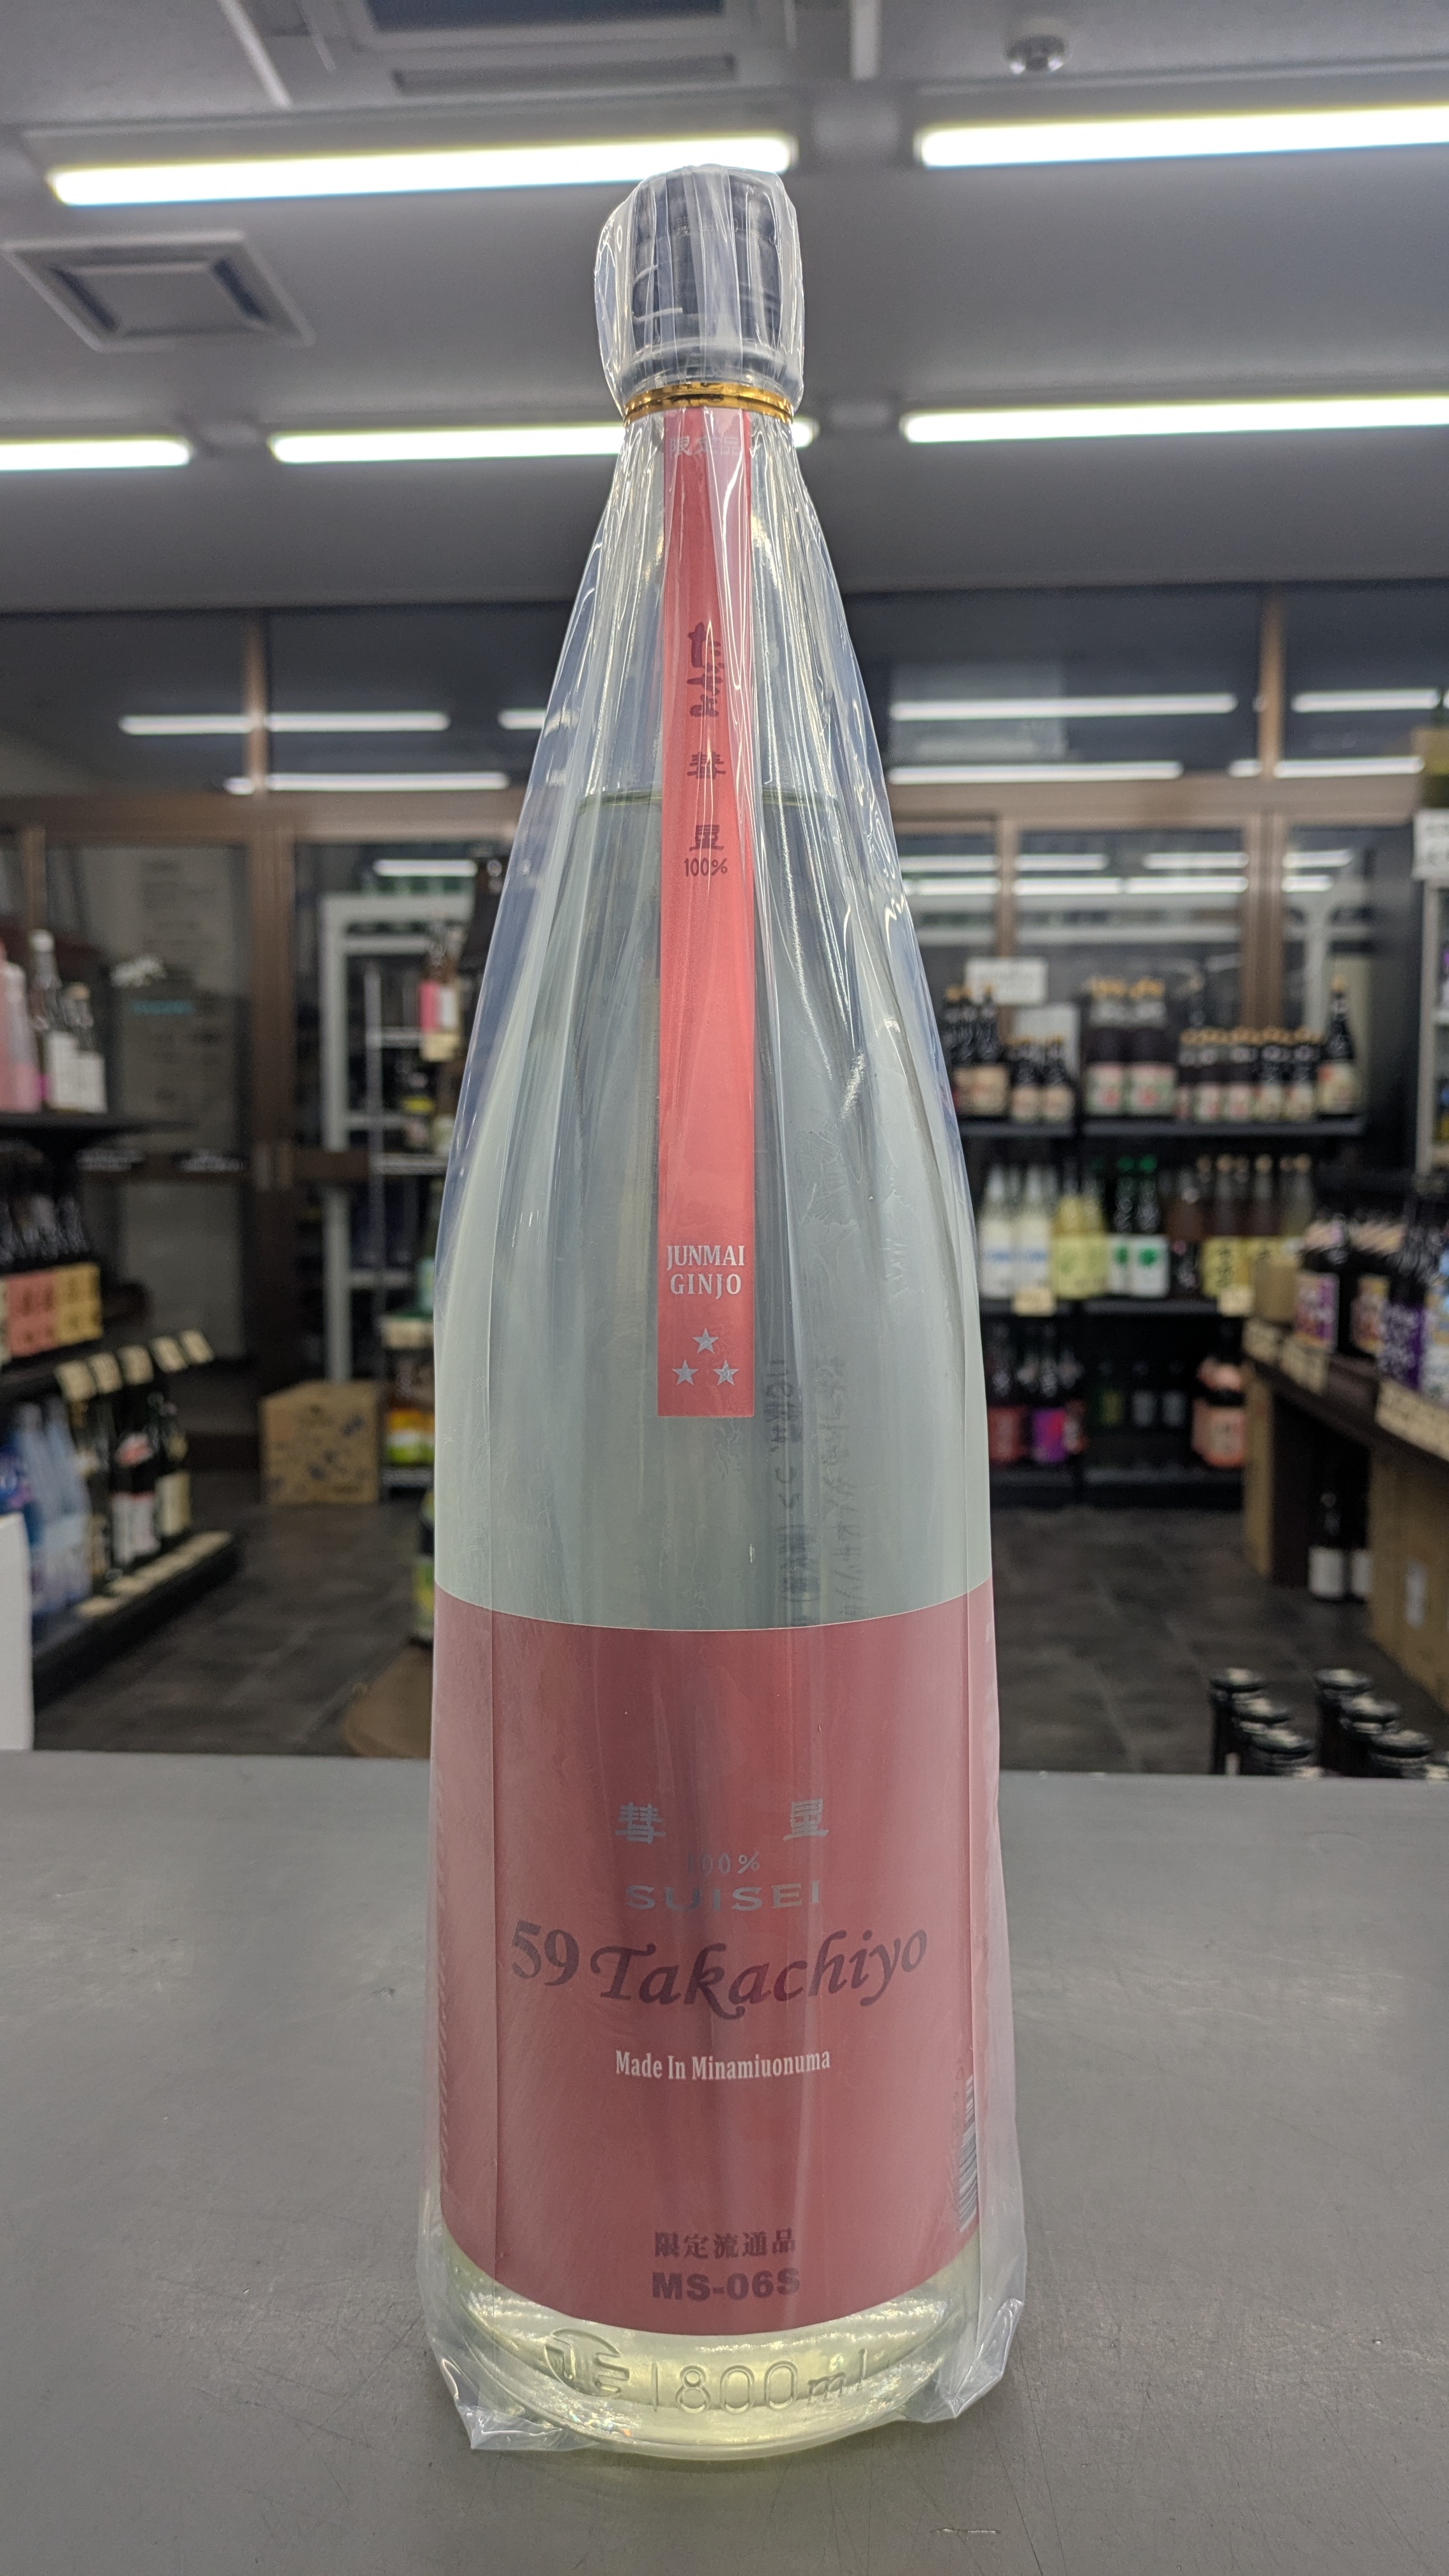 限定品
たかちよ
彗
星
100%
JUNMAI
GINJO
彗 星
100%
SUISEI
59 Takachiyo
Made In Minamiuonuma
限定流通品
MS-06S
正 1800ml